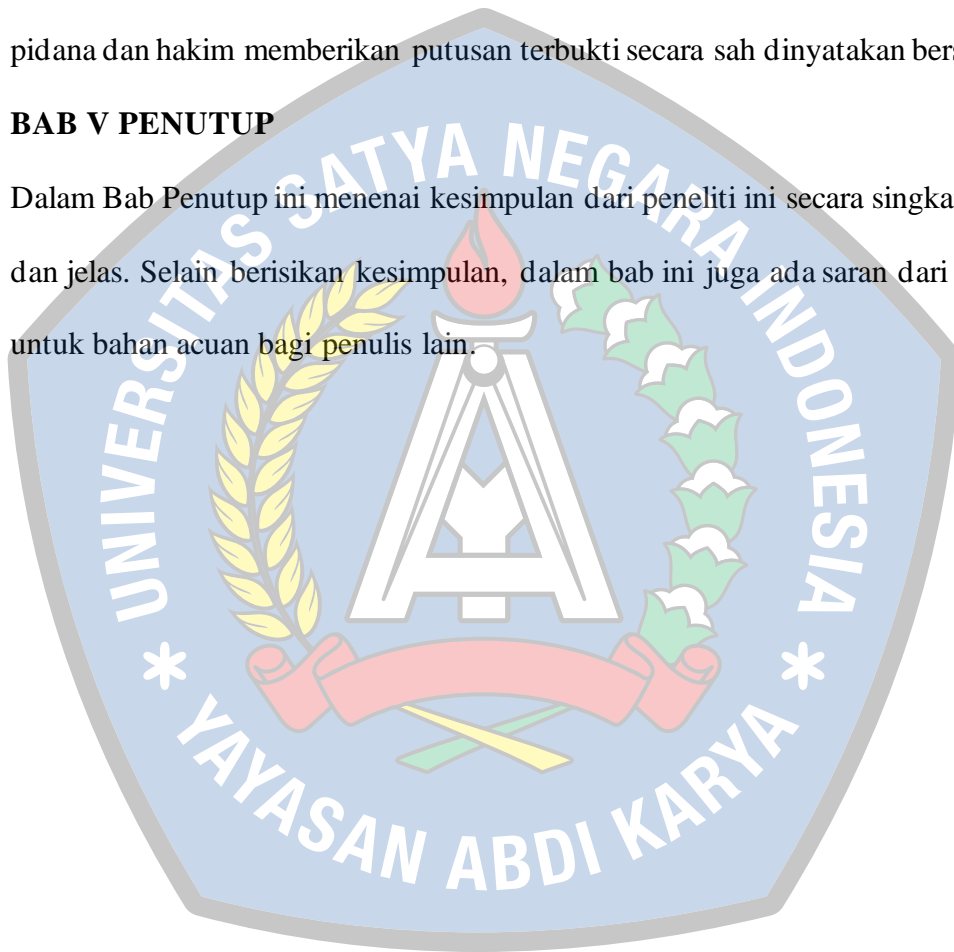 pidana dan hakim memberikan putusan terbukti secara sah dinyatakan bers
BAB V PENUTUP
Dalam Bab Penutup ini menenai kesimpulan dari peneliti ini secara singka
dan jelas. Selain berisikan kesimpulan, dalam bab ini juga ada saran dari
untuk bahan acuan bagi penulis lain.
UNIVERSITAS SATYA NEGARA INDONESIA
* YAYASAN ABDI KARYA *